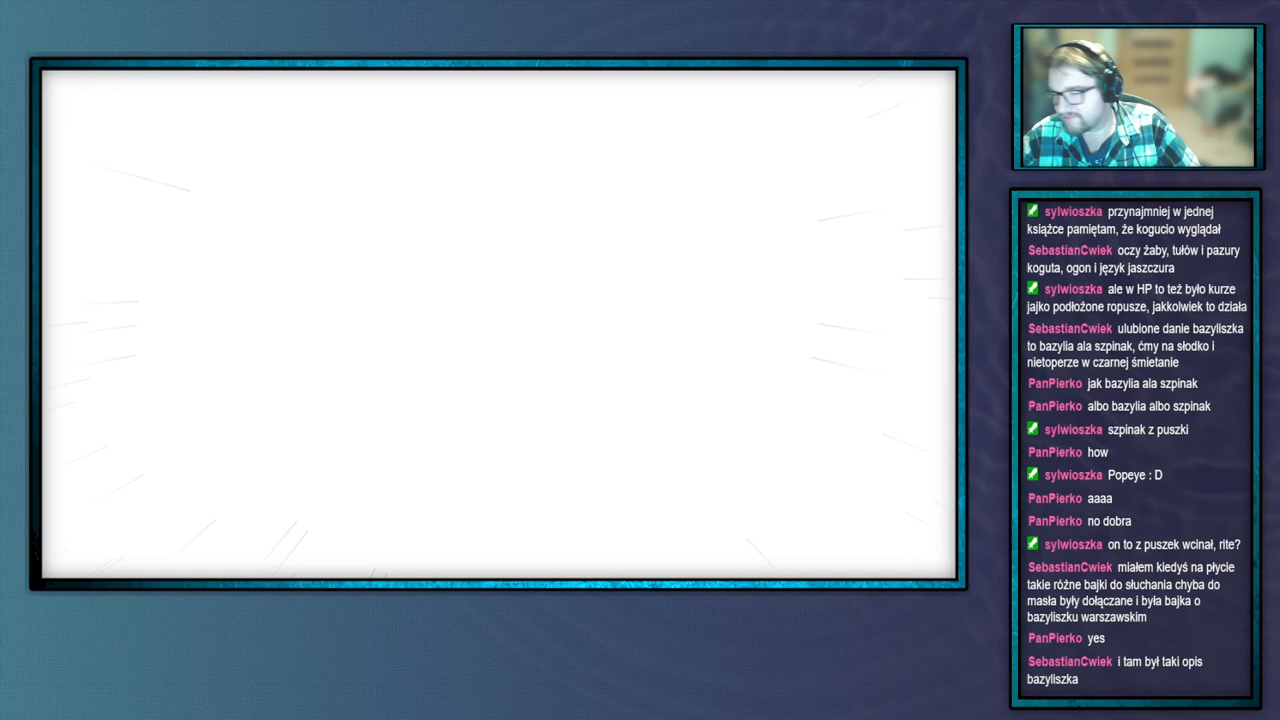 sylwioszka przynajmniej w jednej
książce pamiętam, że kogucio wyglądał
SebastianCwiek oczy żaby, tułów i pazury
koguta, ogon i język jaszczura
sylwioszka ale w HP to też było kurze
jajko podłożone ropusze, jakkolwiek to działa
SebastianCwiek ulubione danie bazyliszka
to bazylia ala szpinak, ćmy na słodko i
nietoperze w czarnej śmietanie
PanPierko jak bazylia ala szpinak
PanPierko albo bazylia albo szpinak
sylwioszka szpinak z puszki
PanPierko how
sylwioszka Popeye : D
PanPierko aaaa
PanPierko no dobra
sylwioszka on to z puszek wcinał, rite?
SebastianCwiek miałem kiedyś na płycie
takie różne bajki do słuchania chyba do
masła były dołączane i była bajka o
bazyliszku warszawskim
PanPierko yes
SebastianCwiek i tam był taki opis
bazyliszka